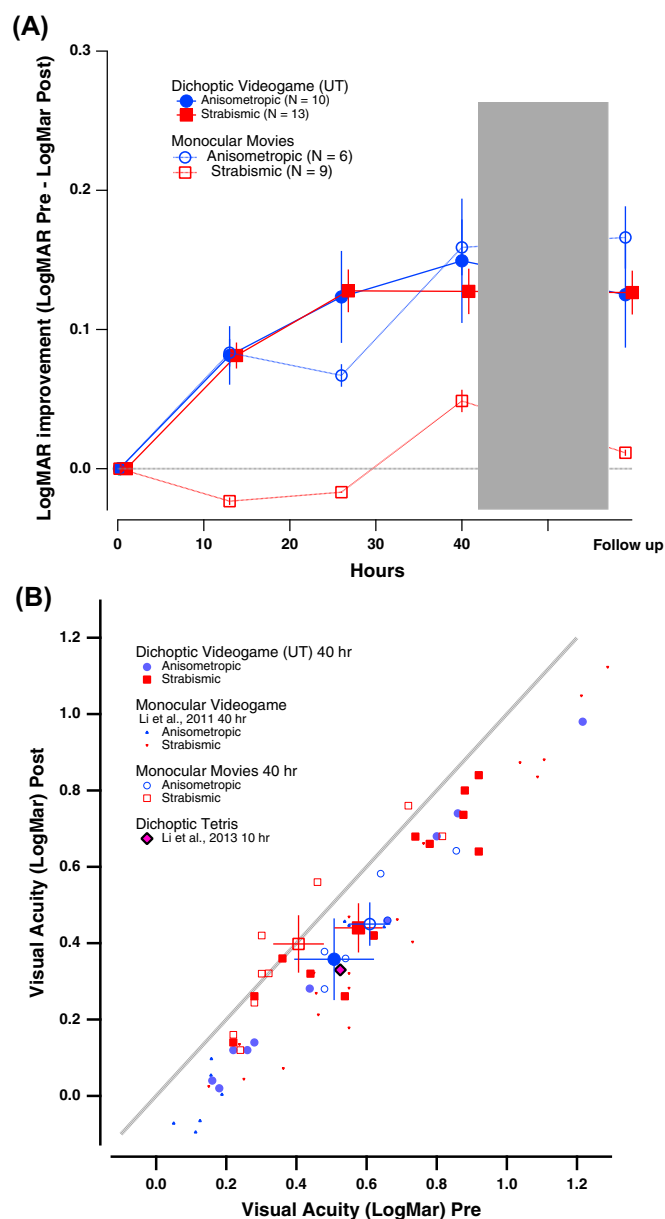 (A)
0.3
0.2
0.1
0.0
LogMAR improvement (LogMAR Pre - LogMar Post)
Dichoptic Videogame (UT)
Anisometropic (N = 10)
Strabismic (N = 13)
Monocular Movies
Anisometropic (N = 6)
Strabismic (N = 9)
0 10 20 30 40 Follow up
Hours
(B)
1.2
1.0
0.8
0.6
0.4
0.2
0.0
Visual Acuity (LogMar) Post
Dichoptic Videogame (UT) 40 hr
Anisometropic
Strabismic
Monocular Videogame
Li et al., 2011 40 hr
Anisometropic
Strabismic
Monocular Movies 40 hr
Anisometropic
Strabismic
Dichoptic Tetris
Li et al., 2013 10 hr
0.0 0.2 0.4 0.6 0.8 1.0 1.2
Visual Acuity (LogMar) Pre